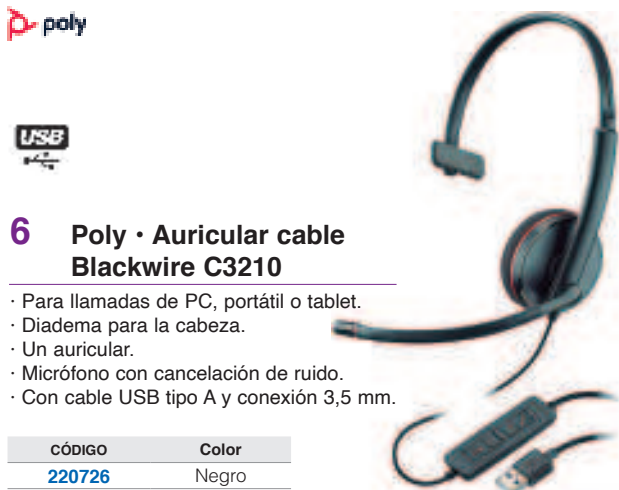 poly
USB
6 Poly · Auricular cable
Blackwire C3210
· Para llamadas de PC, portátil o tablet.
· Diadema para la cabeza.
· Un auricular.
· Micrófono con cancelación de ruido.
· Con cable USB tipo A y conexión 3,5 mm.
CÓDIGO Color
220726 Negro